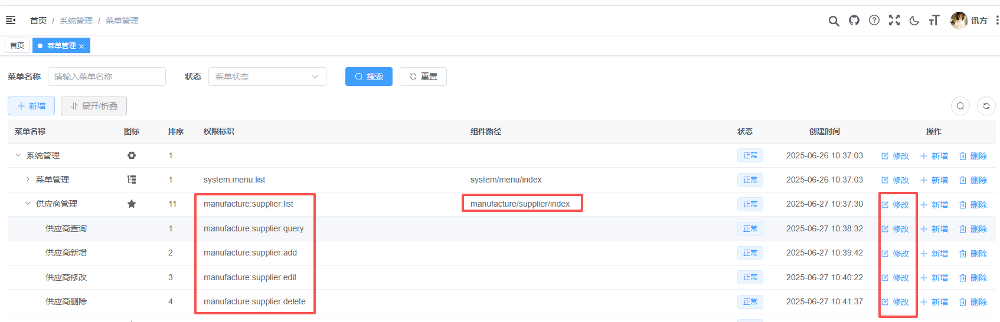 首页 / 系统管理 / 菜单管理 讯方
首页 菜单管理 ×
菜单名称 请输入菜单名称 状态 菜单状态 搜索 重置
+ 新增 展开/折叠
菜单名称 图标 排序 权限标识 组件路径 状态 创建时间 操作
系统管理 1 正常 2025-06-26 10:37:03 修改 + 新增 删除
菜单管理 1 system:menu:list system/menu/index 正常 2025-06-26 10:37:03 修改 + 新增 删除
供应商管理 11 manufacture:supplier:list manufacture/supplier/index 正常 2025-06-27 10:37:30 修改 + 新增 删除
供应商查询 1 manufacture:supplier:query 正常 2025-06-27 10:38:32 修改 + 新增 删除
供应商新增 2 manufacture:supplier:add 正常 2025-06-27 10:39:42 修改 + 新增 删除
供应商修改 3 manufacture:supplier:edit 正常 2025-06-27 10:40:22 修改 + 新增 删除
供应商删除 4 manufacture:supplier:delete 正常 2025-06-27 10:41:37 修改 + 新增 删除